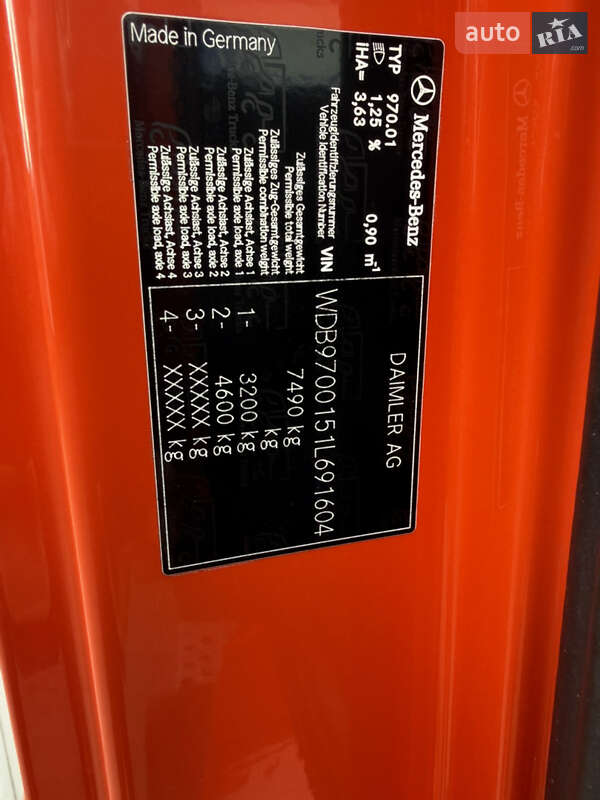 auto RIA .com
Mercedes-Benz
TYP 970.01
1,25 % 0,90 m⁻¹
IHA= 3,63
DAIMLER AG
Fahrzeugidentifizierungsnummer
Vehicle Identification Number VIN WDB9700151L691604
Zulässiges Gesamtgewicht
Permissible total weight 7490 kg
Zulässiges Zug-Gesamtgewicht
Permissible combination weight kg
Zulässige Achslast, Achse 1
Permissible axle load, axle 1 1- 3200 kg
Zulässige Achslast, Achse 2
Permissible axle load, axle 2 2- 4600 kg
Zulässige Achslast, Achse 3
Permissible axle load, axle 3 3- XXXXX kg
Zulässige Achslast, Achse 4
Permissible axle load, axle 4 4- XXXXX kg
Made in Germany